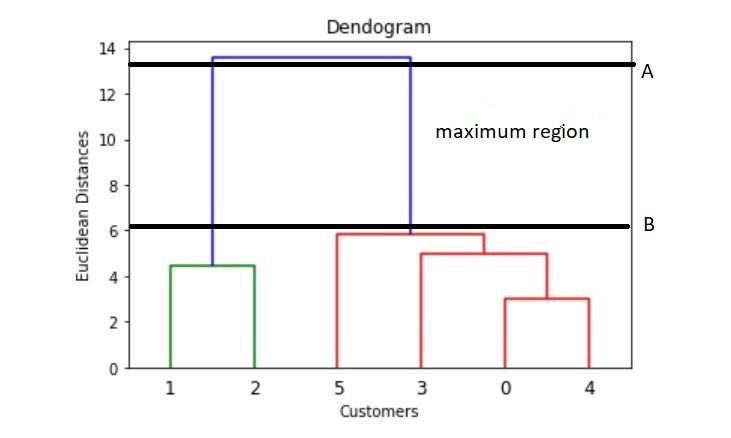 Dendogram
14
A
12
maximum region
10
8
Euclidean Distances
6
B
4
2
0
1 2 5 3 0 4
Customers